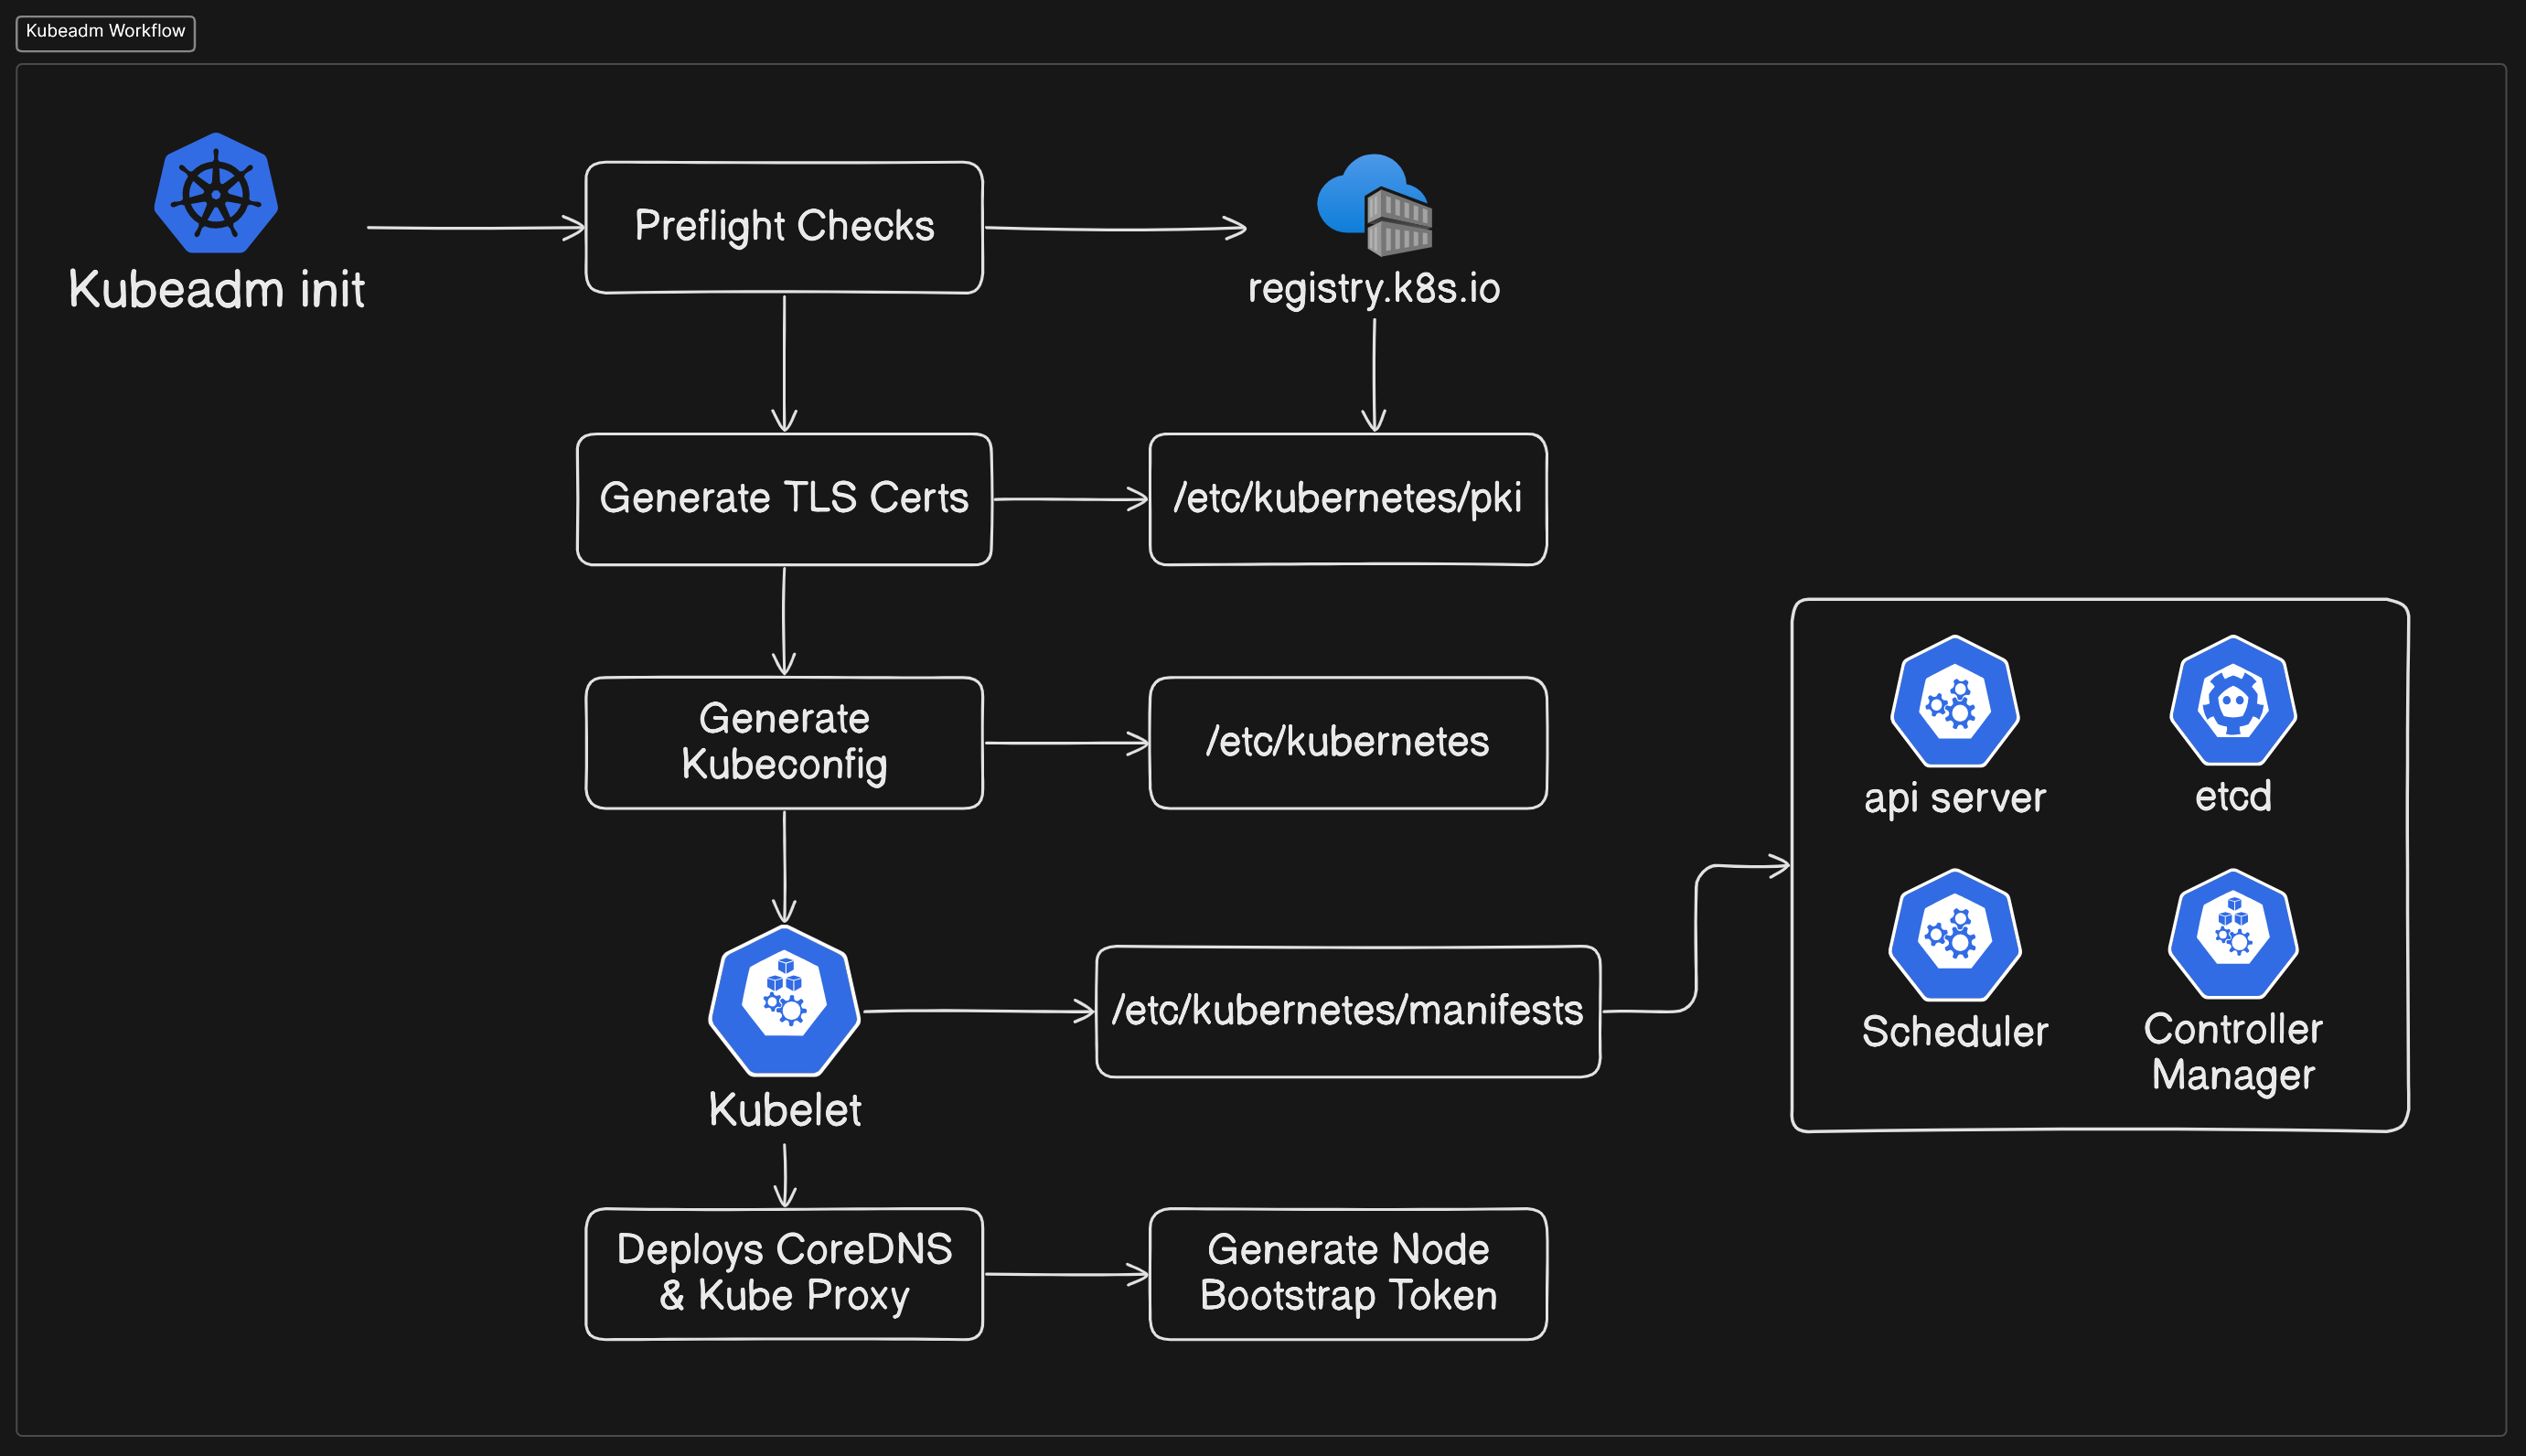 Kubeadm Workflow
Kubeadm init
Preflight Checks
registry.k8s.io
Generate TLS Certs
/etc/kubernetes/pki
Generate
Kubeconfig
/etc/kubernetes
api server
etcd
Scheduler
Controller
Manager
Kubelet
/etc/kubernetes/manifests
Deploys CoreDNS
& Kube Proxy
Generate Node
Bootstrap Token